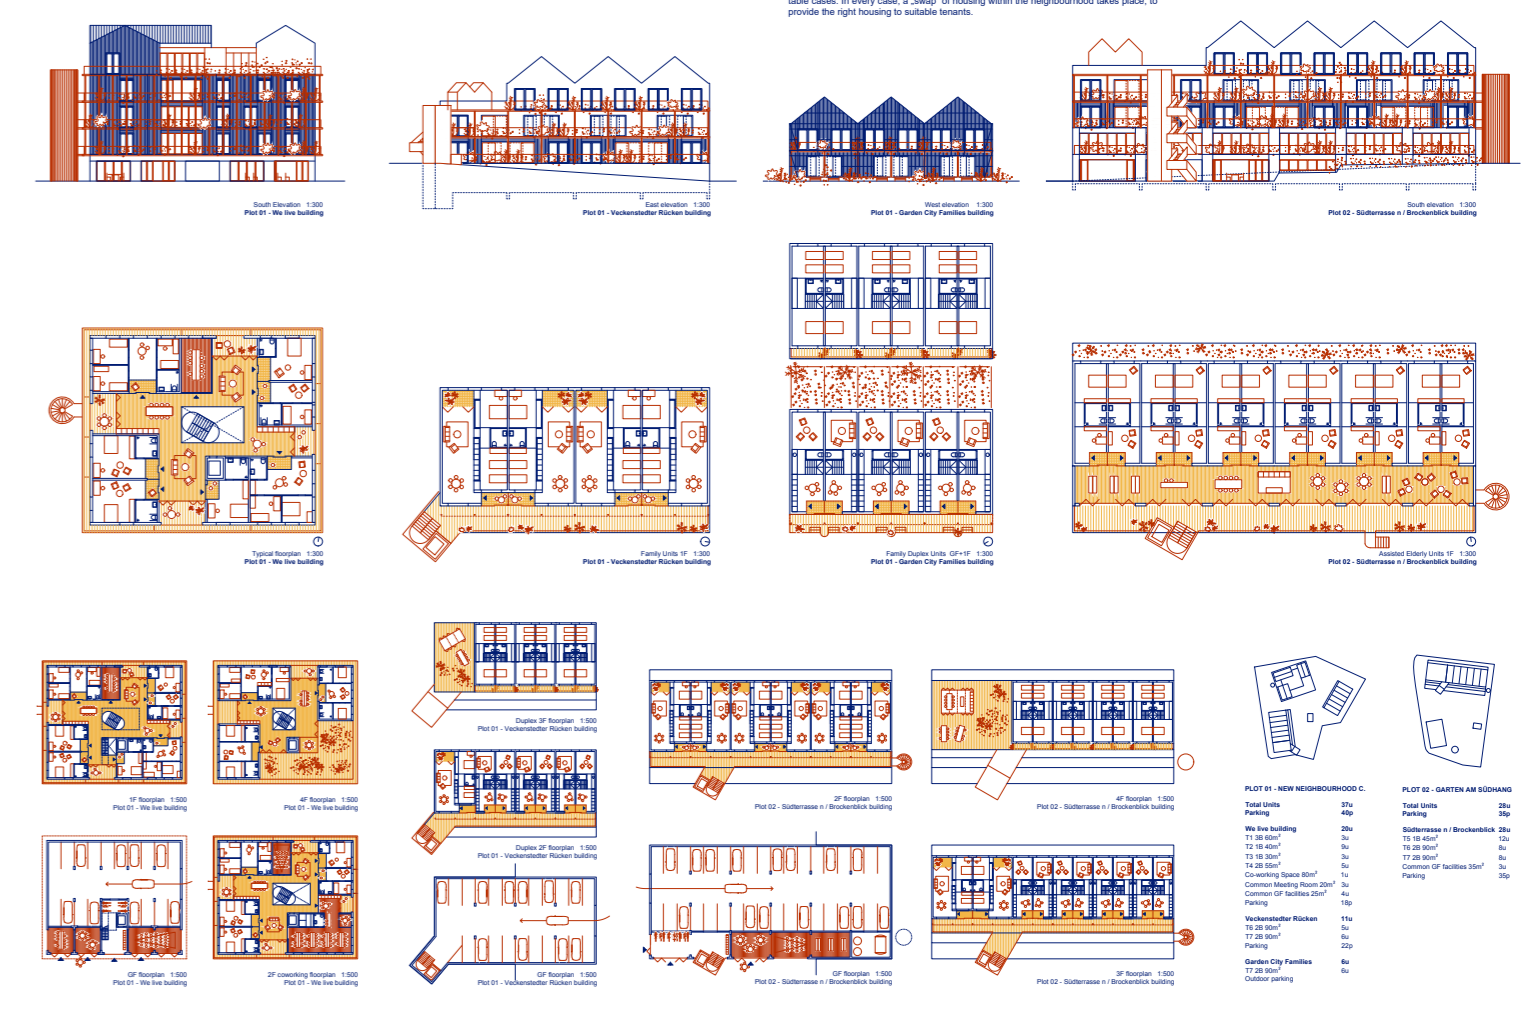 table cases. In every case, a „swap" of housing within the neighbourhood takes place, to
provide the right housing to suitable tenants.
South Elevation 1:300
Plot 01 - We live building
East elevation 1:300
Plot 01 - Veckenstedter Rücken building
West elevation 1:300
Plot 01 - Garden City Families building
South elevation 1:300
Plot 02 - Südterrasse n / Brockenblick building
Typical floorplan 1:300
Plot 01 - We live building
Family Units 1F 1:300
Plot 01 - Veckenstedter Rücken building
Family Duplex Units GF+1F 1:300
Plot 01 - Garden City Families building
Assisted Elderly Units 1F 1:300
Plot 02 - Südterrasse n / Brockenblick building
Duplex 3F floorplan 1:500
Plot 01 - Veckenstedter Rücken building
1F floorplan 1:500
Plot 01 - We live building
4F floorplan 1:500
Plot 01 - We live building
Duplex 2F floorplan 1:500
Plot 01 - Veckenstedter Rücken building
2F floorplan 1:500
Plot 02 - Südterrasse n / Brockenblick building
4F floorplan 1:500
Plot 02 - Südterrasse n / Brockenblick building
GF floorplan 1:500
Plot 01 - We live building
2F coworking floorplan 1:500
Plot 01 - We live building
GF floorplan 1:500
Plot 01 - Veckenstedter Rücken building
GF floorplan 1:500
Plot 02 - Südterrasse n / Brockenblick building
3F floorplan 1:500
Plot 02 - Südterrasse n / Brockenblick building
PLOT 01 - NEW NEIGHBOURHOOD C.
Total Units 37u
Parking 40p
We live building 20u
T1 3B 60m² 3u
T2 1B 40m² 9u
T3 1B 30m² 3u
T4 2B 55m² 5u
Co-working Space 80m² 1u
Common Meeting Room 20m² 3u
Common GF facilities 25m² 4u
Parking 18p
Veckenstedter Rücken 11u
T6 2B 90m² 5u
T7 2B 90m² 6u
Parking 22p
Garden City Families 6u
T7 2B 90m² 6u
Outdoor parking
PLOT 02 - GARTEN AM SÜDHANG
Total Units 28u
Parking 35p
Südterrasse n / Brockenblick 28u
T5 1B 45m² 12u
T6 2B 90m² 8u
T7 2B 90m² 8u
Common GF facilities 35m² 3u
Parking 35p